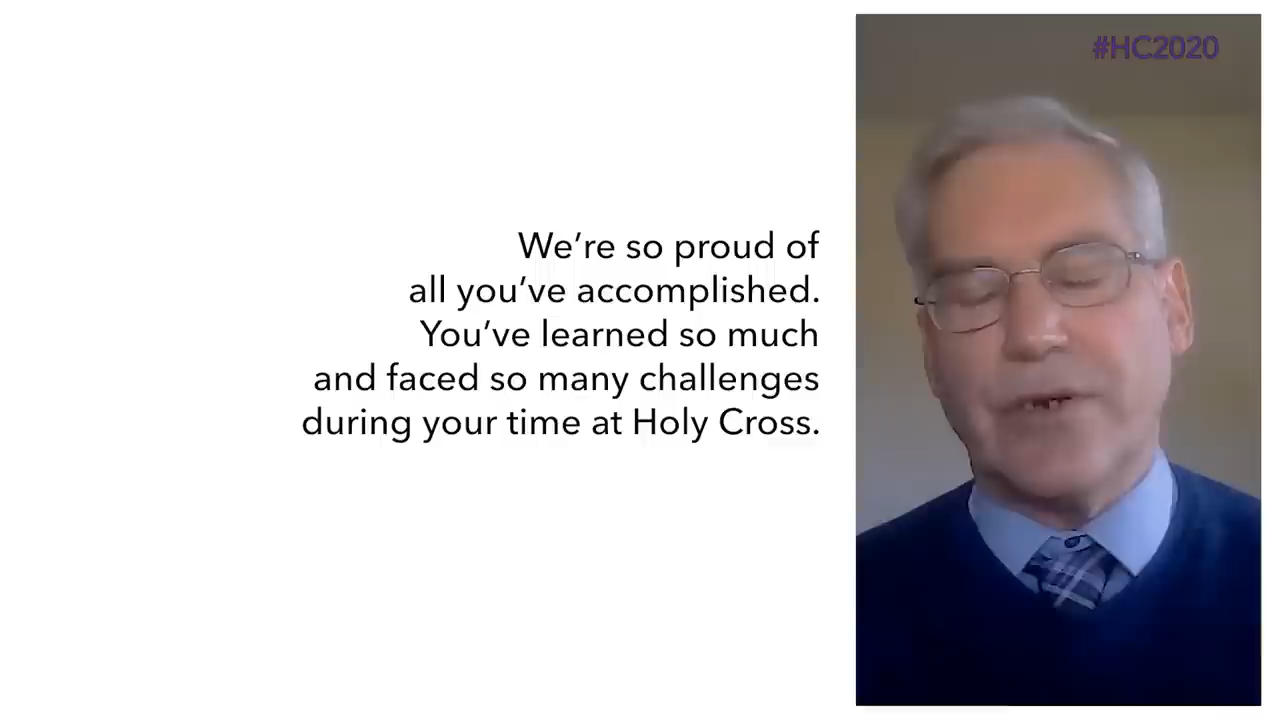 #HC2020
We’re so proud of
all you’ve accomplished.
You’ve learned so much
and faced so many challenges
during your time at Holy Cross.